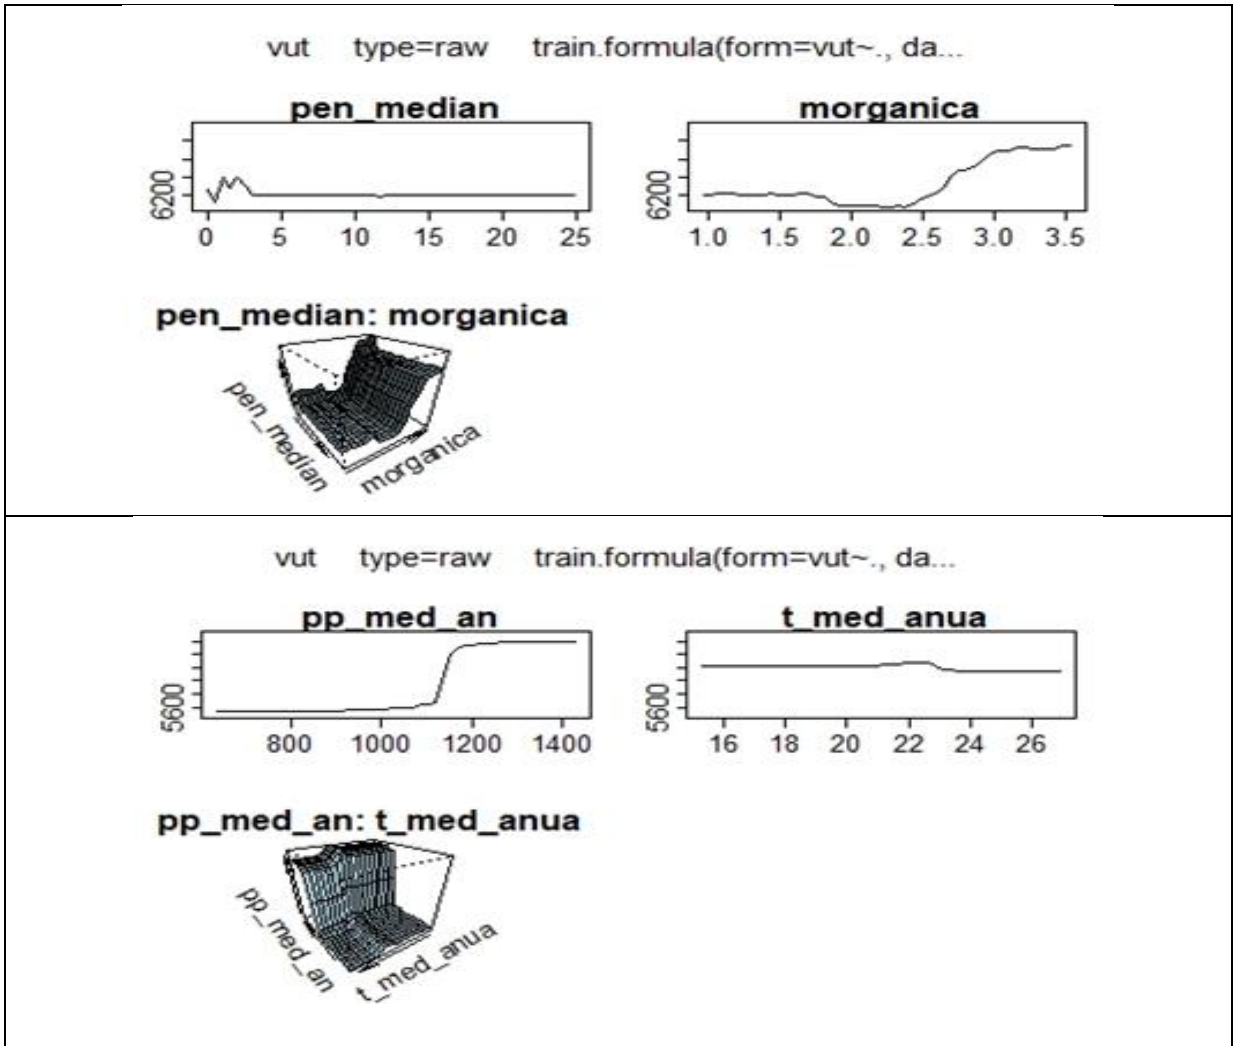 vut type=raw train.formula(form=vut~., da...
pen_median morganica
6200 6200
0 5 10 15 20 25 1.0 1.5 2.0 2.5 3.0 3.5
pen_median: morganica
pen_median morganica
vut type=raw train.formula(form=vut~., da...
pp_med_an t_med_anua
5600 5600
800 1000 1200 1400 16 18 20 22 24 26
pp_med_an: t_med_anua
pp_med_an t_med_anua